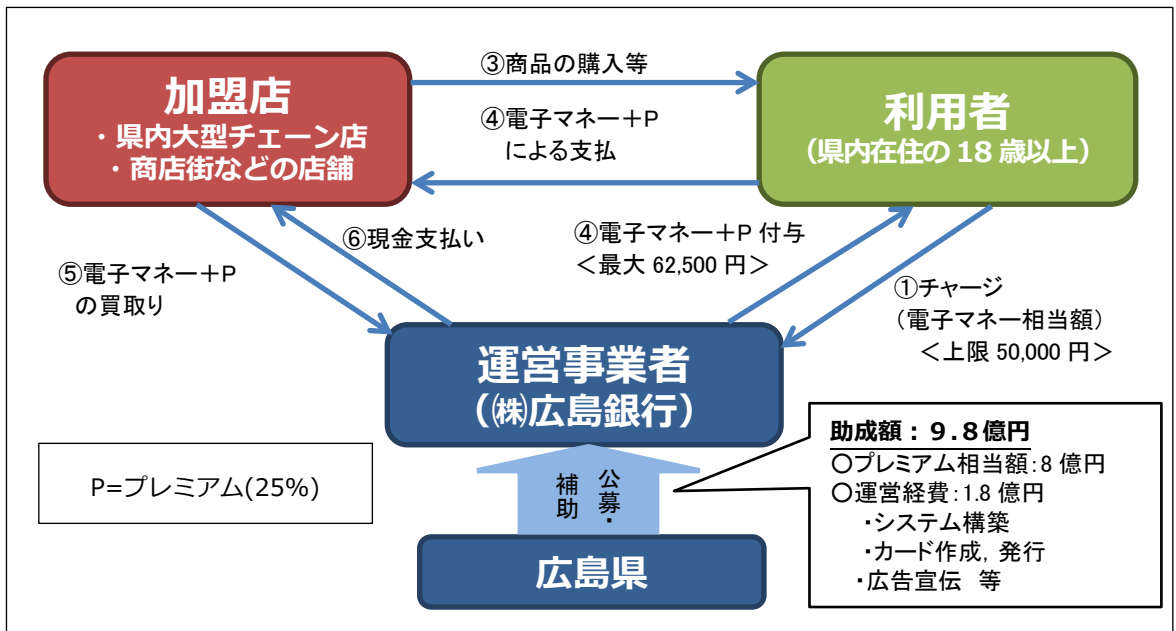 加盟店
・県内大型チェーン店
・商店街などの店舗
③商品の購入等
④電子マネー＋P
による支払
利用者
（県内在住の 18 歳以上）
⑤電子マネー＋P
の買取り
⑥現金支払い
④電子マネー＋P 付与
＜最大 62,500 円＞
①チャージ
（電子マネー相当額）
＜上限 50,000 円＞
運営事業者
（㈱広島銀行）
P=プレミアム(25%)
公募・
補助
広島県
助成額：９.８億円
○プレミアム相当額：8 億円
○運営経費：1.8 億円
・システム構築
・カード作成，発行
・広告宣伝　等